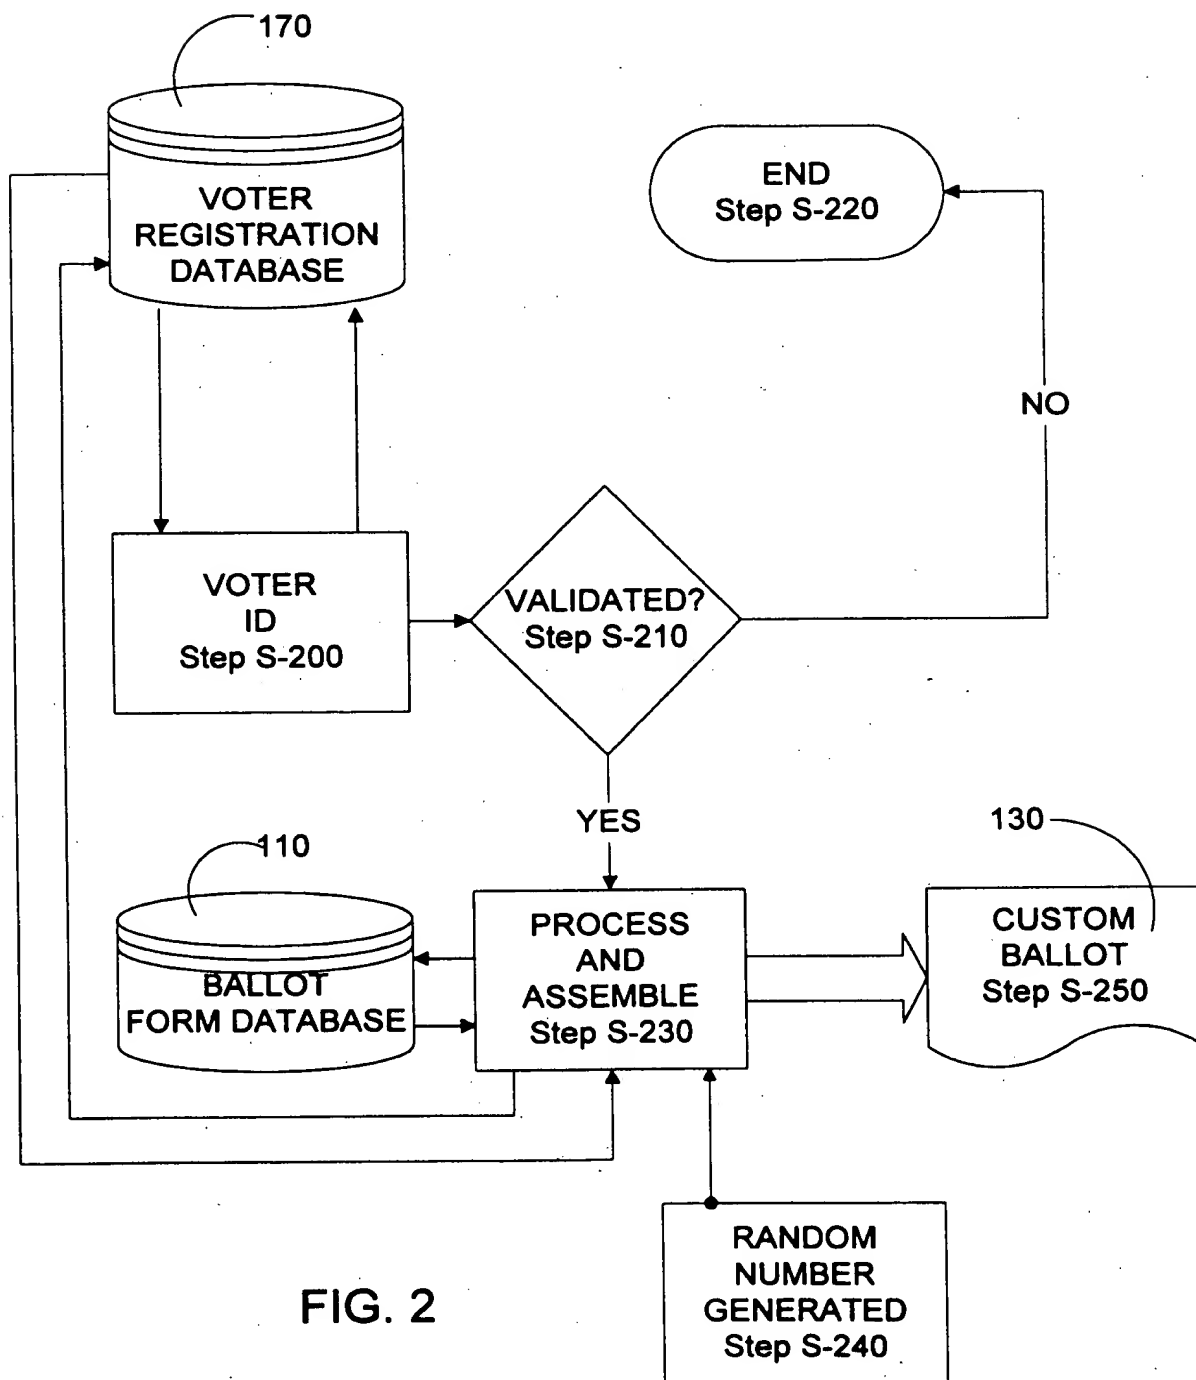 170
VOTER
REGISTRATION
DATABASE
END
Step S-220
NO
VOTER
ID
Step S-200
VALIDATED?
Step S-210
YES
110
BALLOT
FORM DATABASE
PROCESS
AND
ASSEMBLE
Step S-230
130
CUSTOM
BALLOT
Step S-250
RANDOM
NUMBER
GENERATED
Step S-240
FIG. 2